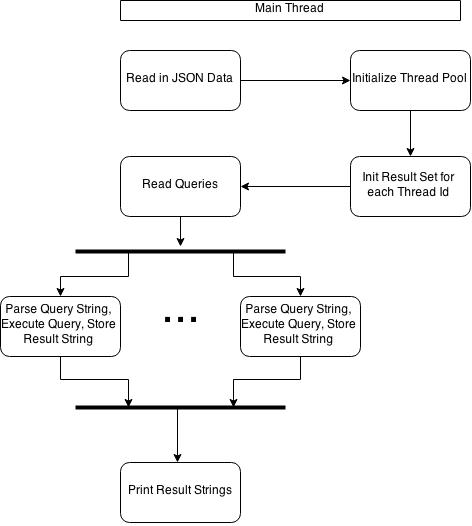 Main Thread
Read in JSON Data
Initialize Thread Pool
Read Queries
Init Result Set for
each Thread Id
Parse Query String,
Execute Query, Store
Result String
...
Parse Query String,
Execute Query, Store
Result String
Print Result Strings